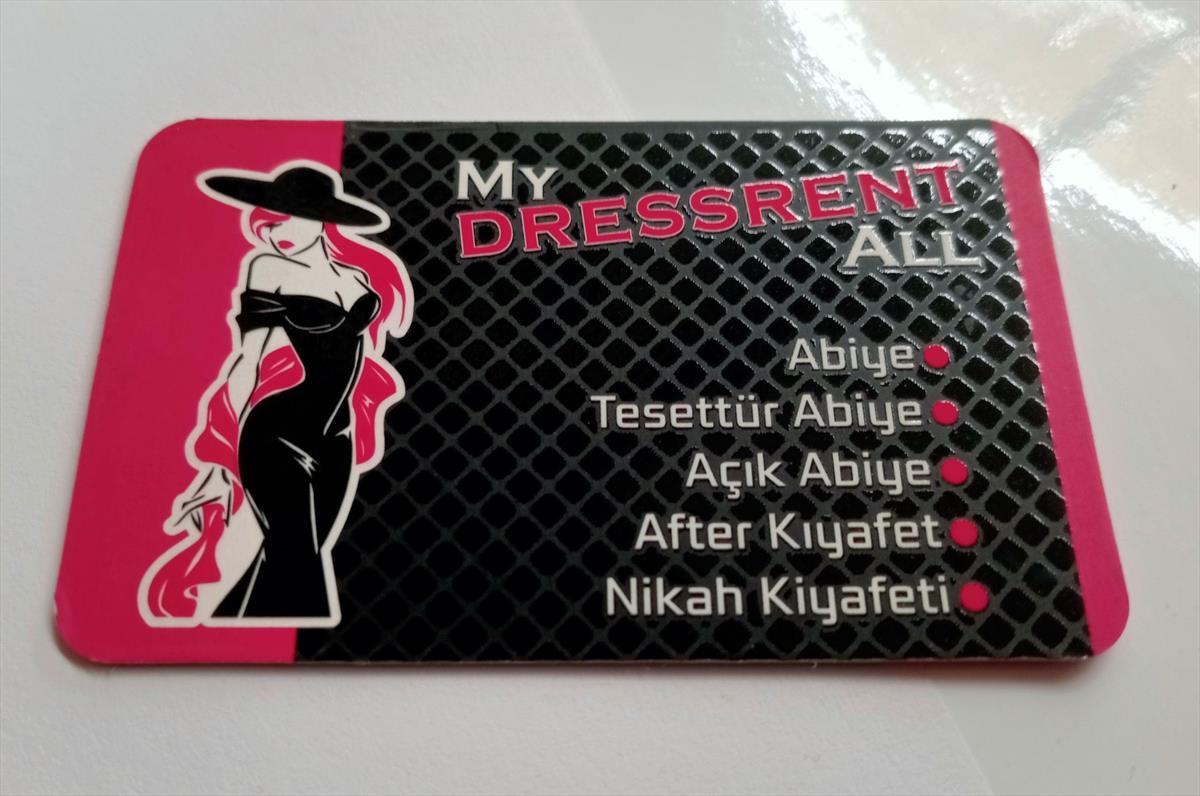 My
DRESSRENT
All
Abiye
Tesettür Abiye
Açık Abiye
After Kıyafet
Nikah Kiyafeti